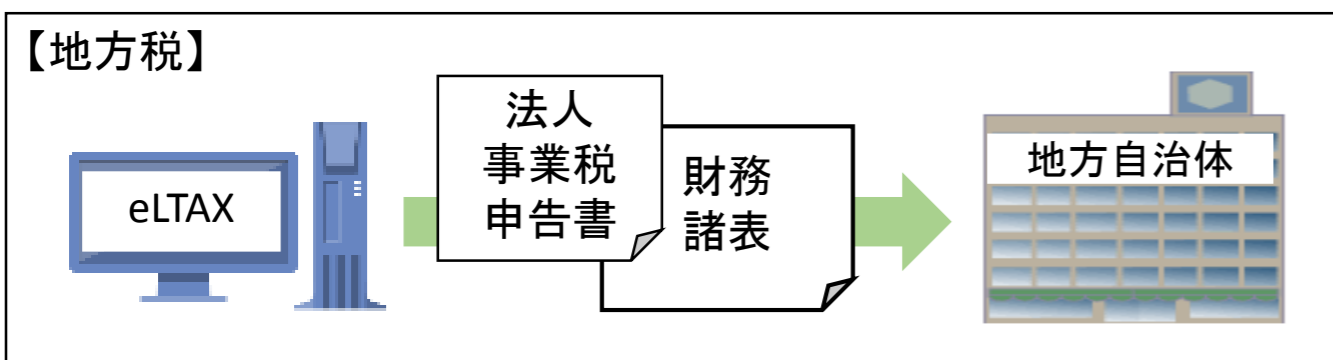 【地方税】
eLTAX
法人
事業税
申告書
財務
諸表
地方自治体